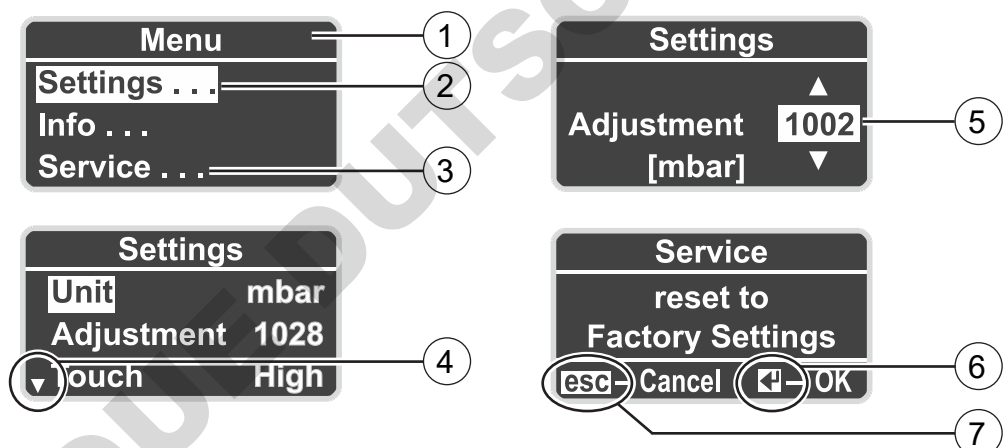 Menu
Settings . . .
Info . . .
Service . . .
1
2
3
Settings
Adjustment 1002
[mbar]
5
Settings
Unit mbar
Adjustment 1028
Touch High
4
Service
reset to
Factory Settings
esc – Cancel – OK
6
7